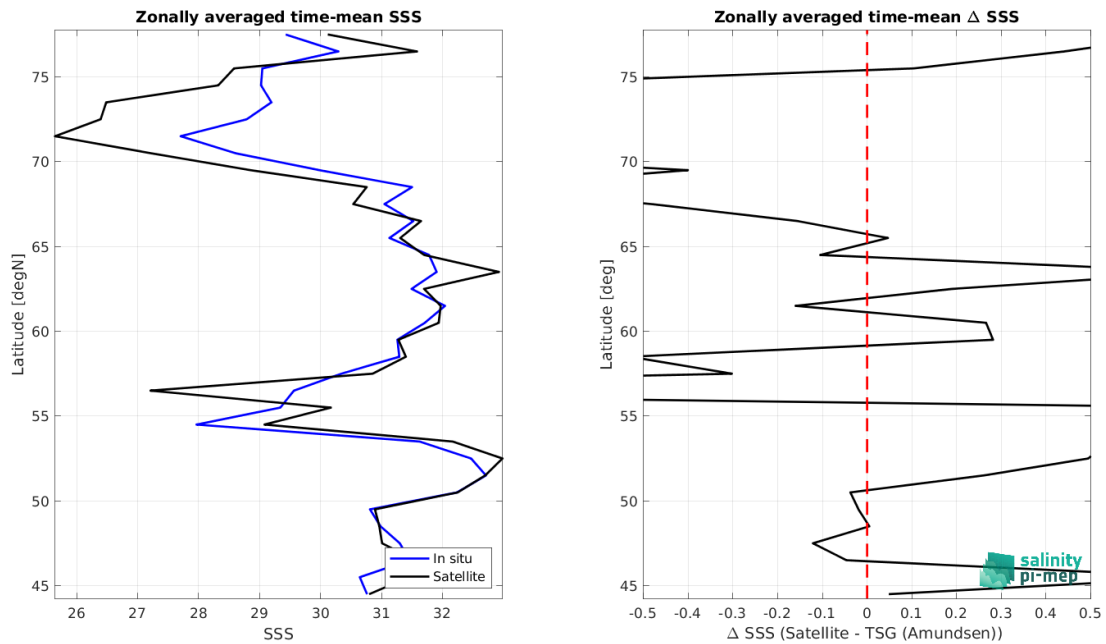 Zonally averaged time-mean SSS
75
70
65
60
55
50
45
Latitude [degN]
26 27 28 29 30 31 32
SSS
In situ
Satellite
Zonally averaged time-mean Δ SSS
75
70
65
60
55
50
45
Latitude [deg]
-0.5 -0.4 -0.3 -0.2 -0.1 0 0.1 0.2 0.3 0.4 0.5
Δ SSS (Satellite - TSG (Amundsen))
salinity
pi-mep